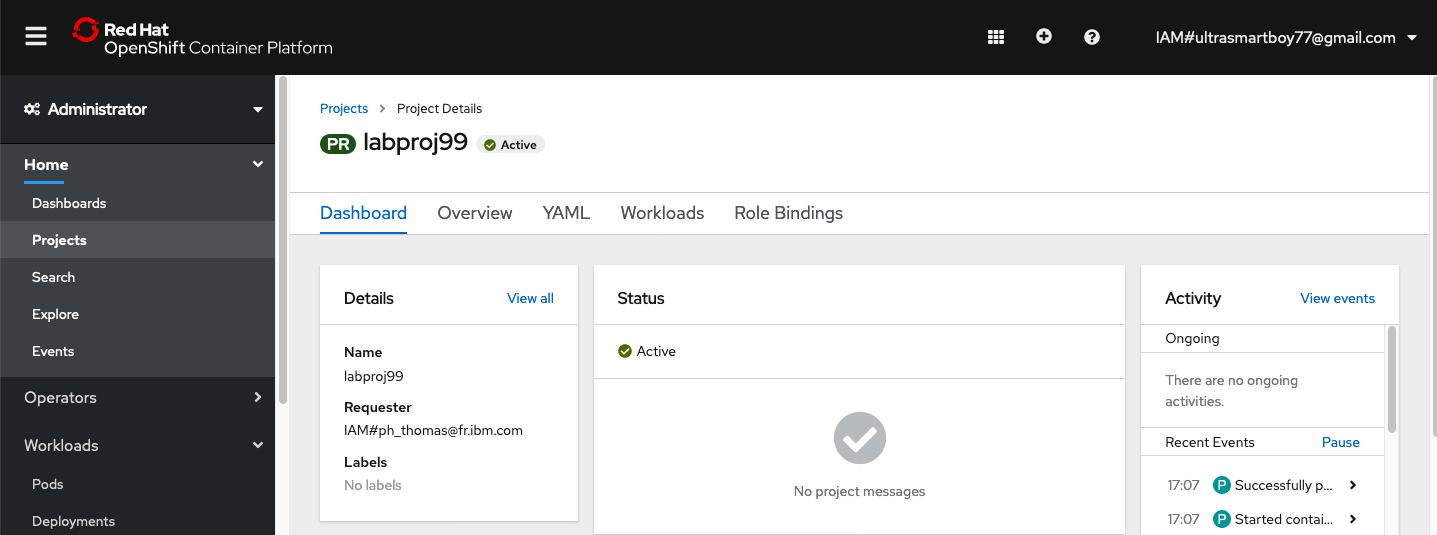 Red Hat
OpenShift Container Platform
IAM#ultrasmartboy77@gmail.com
Administrator
Home
Dashboards
Projects
Search
Explore
Events
Operators
Workloads
Pods
Deployments
Projects > Project Details
PR labproj99 Active
Dashboard Overview YAML Workloads Role Bindings
Details View all
Name
labproj99
Requester
IAM#ph_thomas@fr.ibm.com
Labels
No labels
Status
Active
No project messages
Activity View events
Ongoing
There are no ongoing
activities.
Recent Events Pause
17:07 P Successfully p...
17:07 P Started contai...